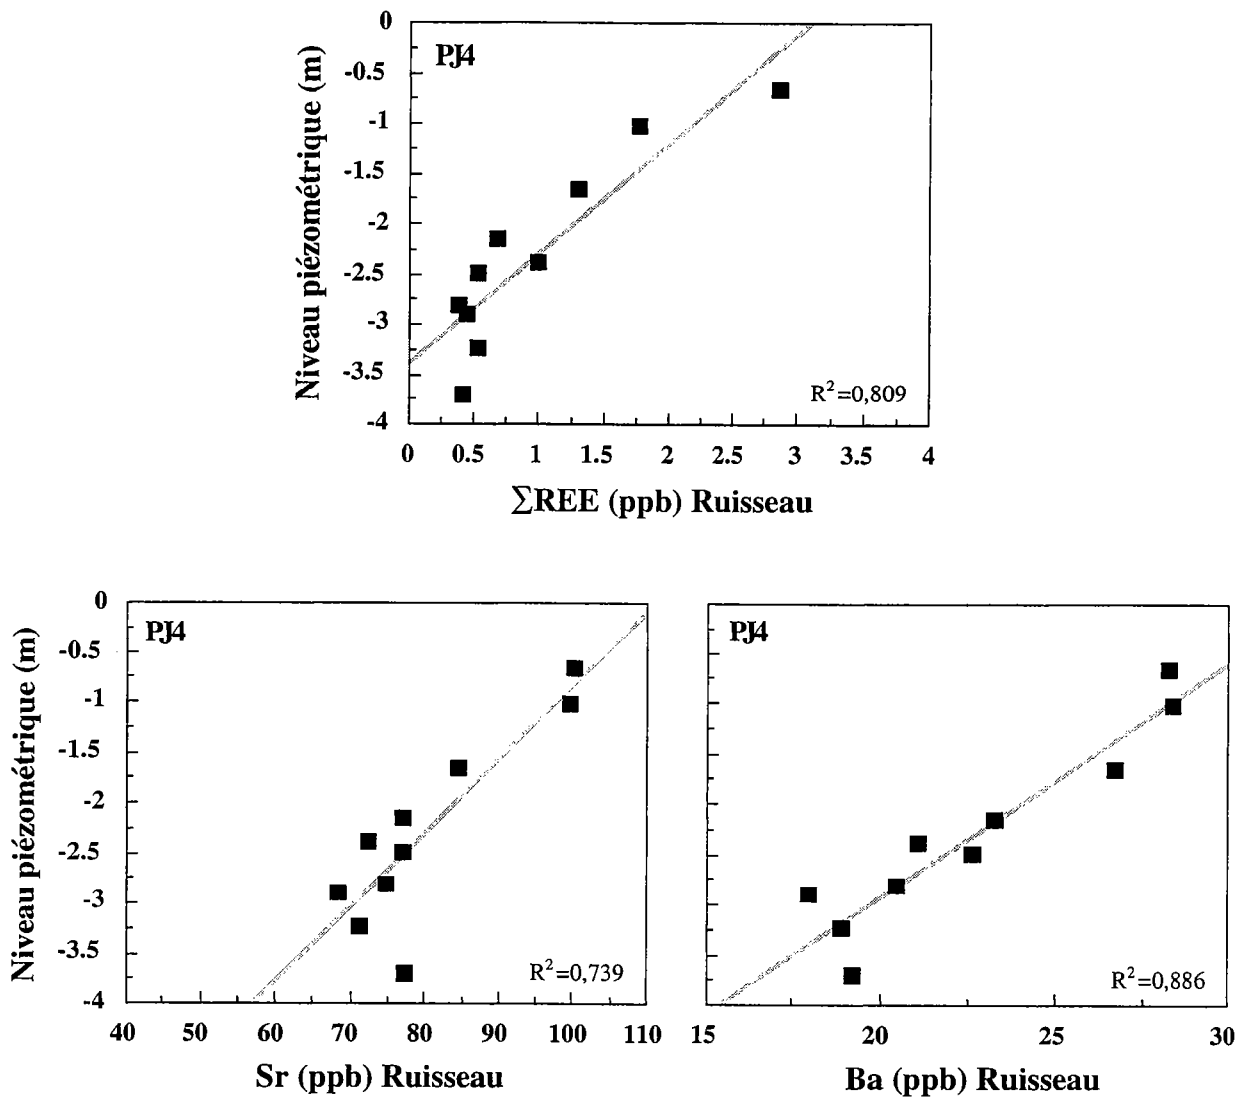 Niveau piézométrique (m)
0
-0.5
-1
-1.5
-2
-2.5
-3
-3.5
-4
PJ4
R²=0,809
0 0.5 1 1.5 2 2.5 3 3.5 4
∑REE (ppb) Ruisseau
Niveau piézométrique (m)
0
-0.5
-1
-1.5
-2
-2.5
-3
-3.5
-4
PJ4
R²=0,739
40 50 60 70 80 90 100 110
Sr (ppb) Ruisseau
PJ4
R²=0,886
15 20 25 30
Ba (ppb) Ruisseau